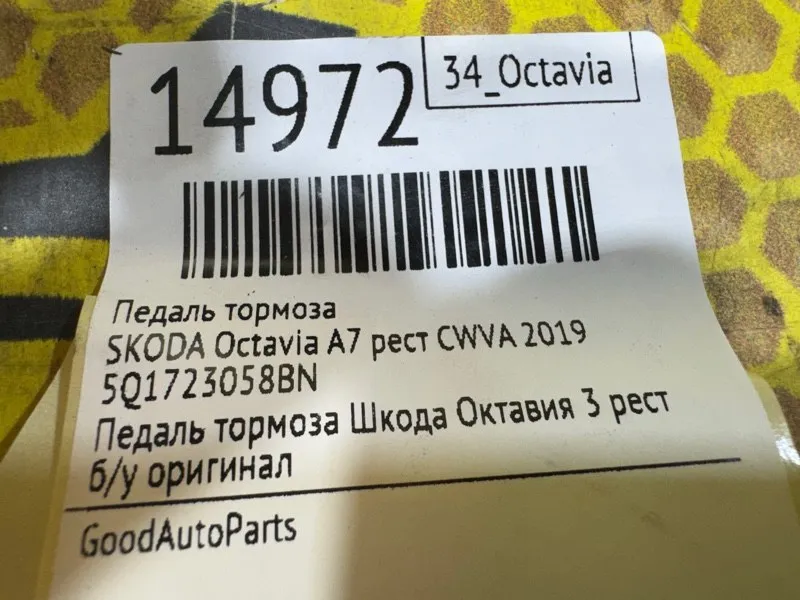 14972
34_Octavia
Педаль тормоза
SKODA Octavia A7 рест CWVA 2019
5Q1723058BN
Педаль тормоза Шкода Октавия 3 рест
б/у оригинал
GoodAutoParts